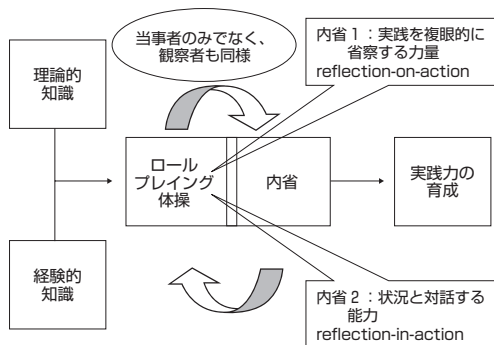 当事者のみでなく、
観察者も同様
内省1：実践を複眼的に
省察する力量
reflection-on-action
理論的
知識
ロール
プレイング
体操
内省
実践力の
育成
経験的
知識
内省2：状況と対話する
能力
reflection-in-action